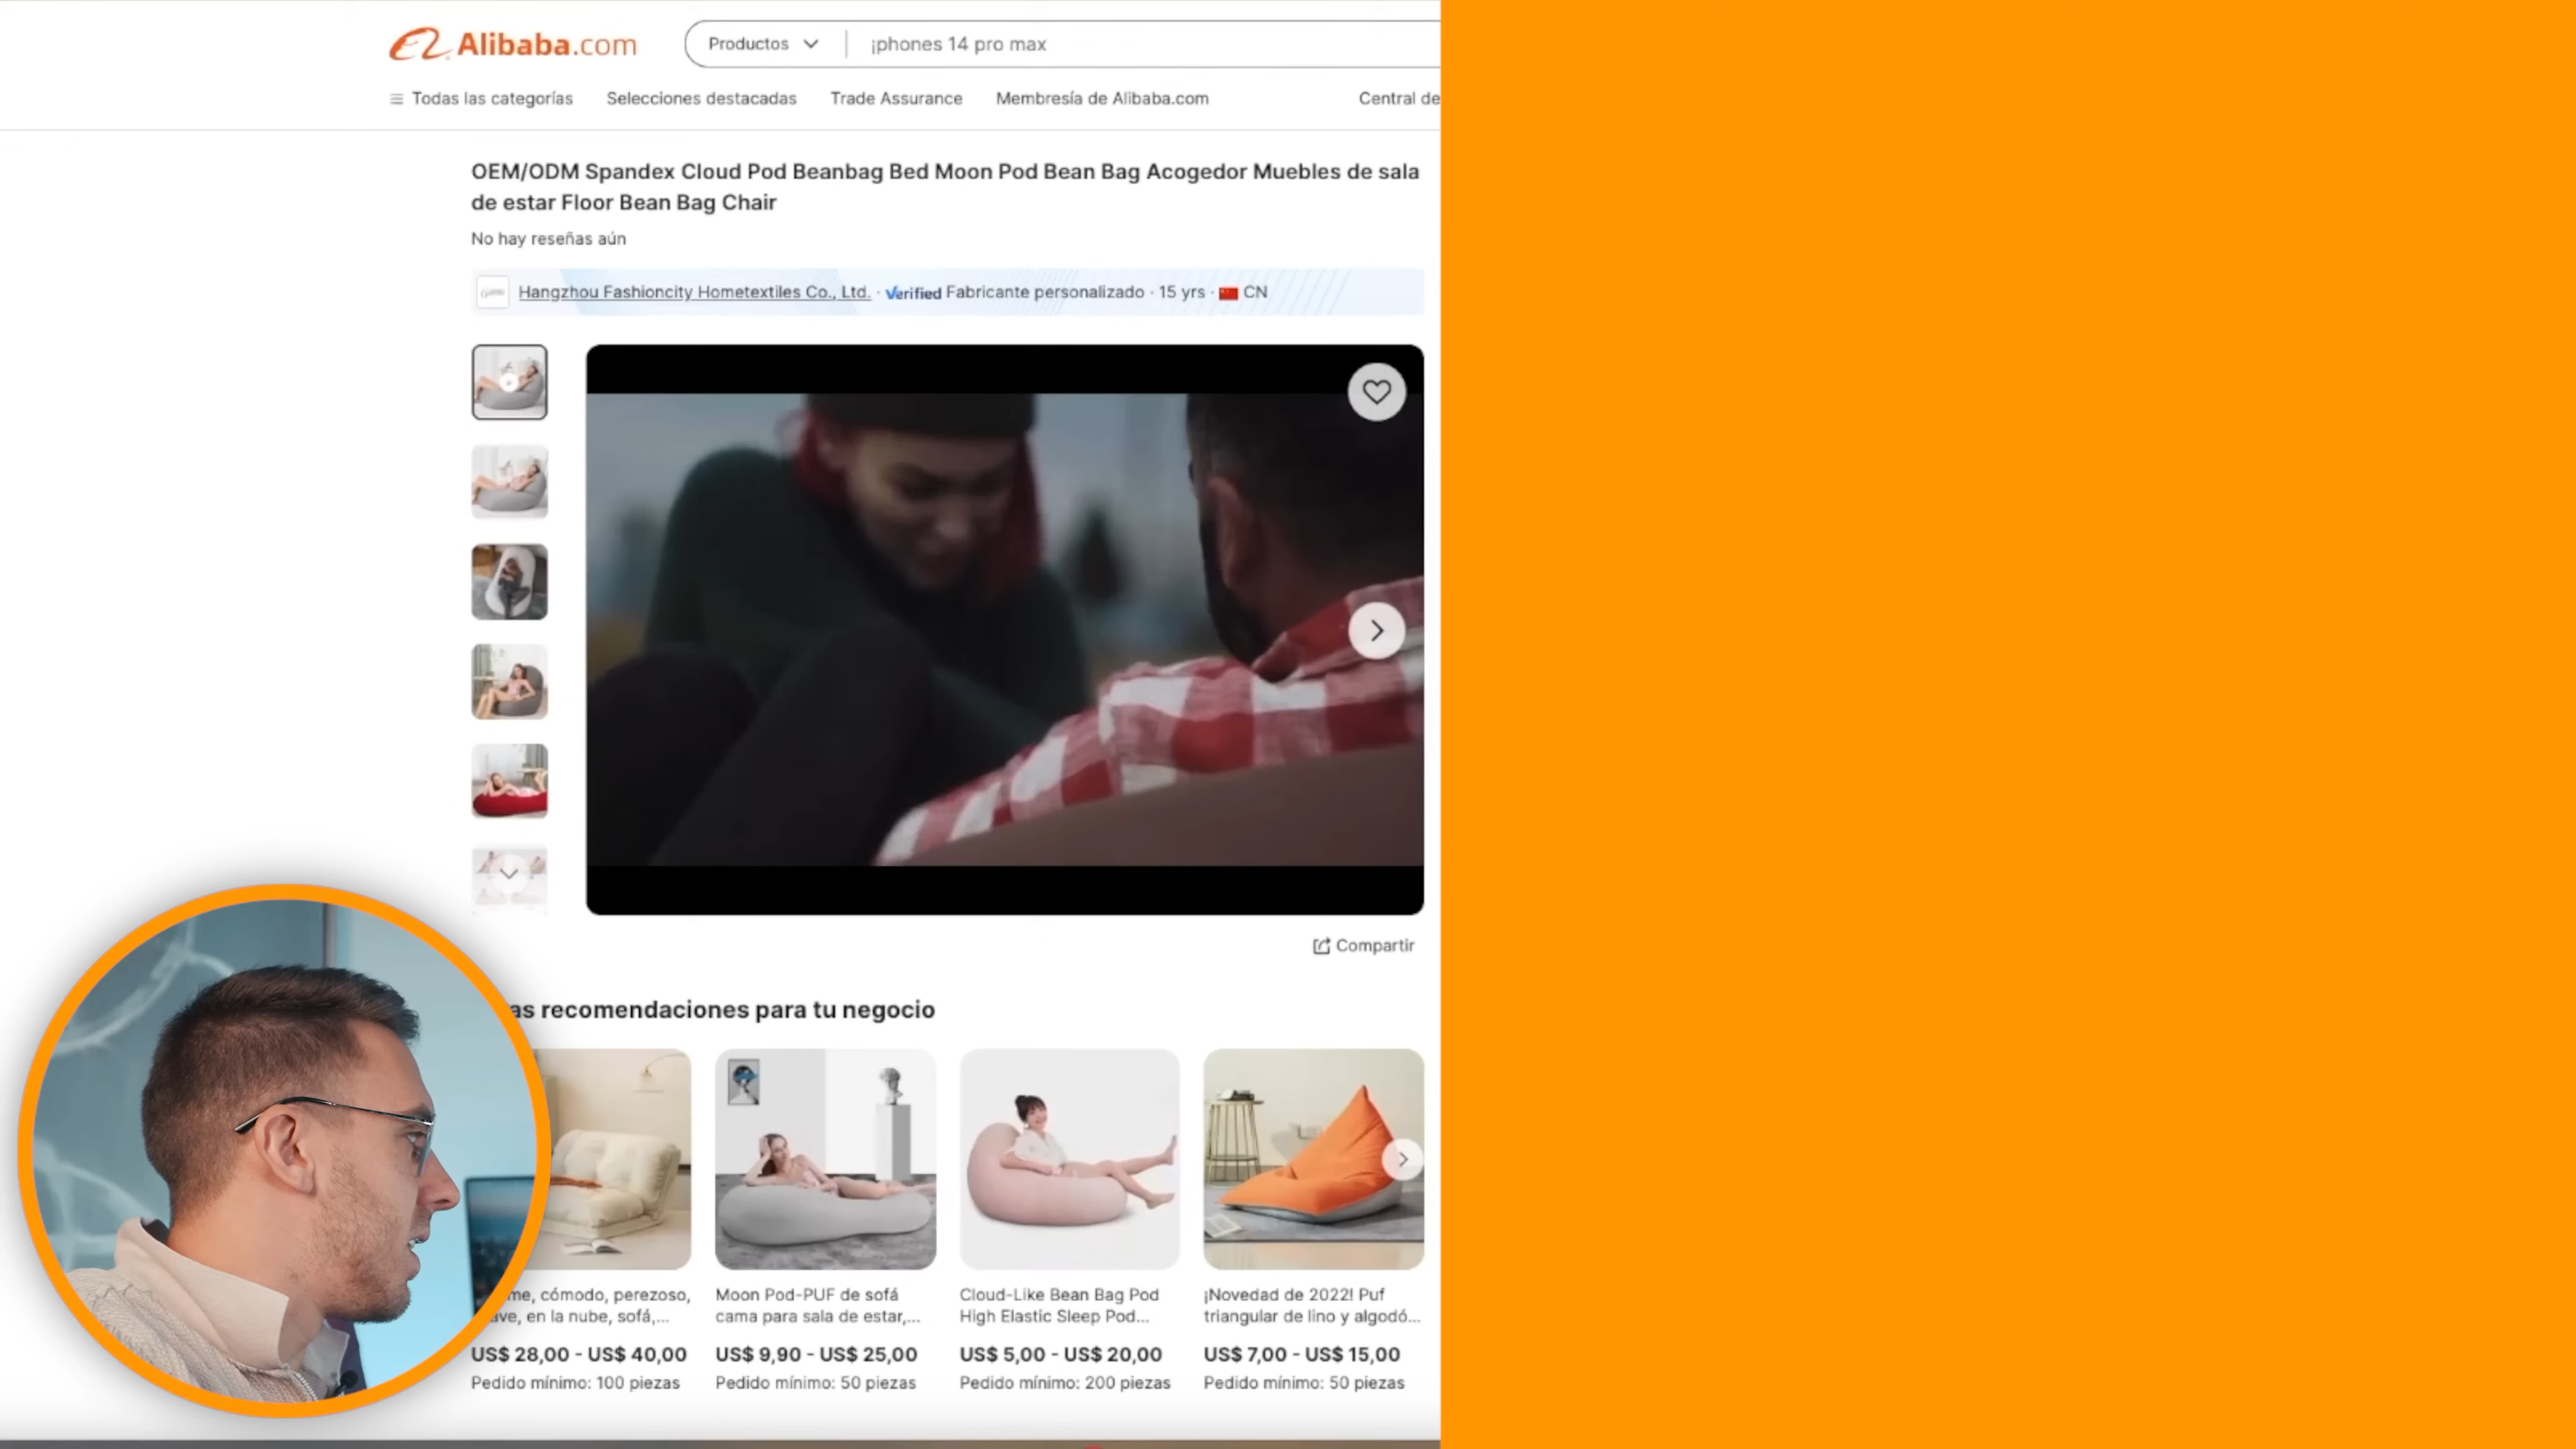 Alibaba.com
Productos
iphones 14 pro max
Todas las categorías
Selecciones destacadas
Trade Assurance
Membresía de Alibaba.com
Central de
OEM/ODM Spandex Cloud Pod Beanbag Bed Moon Pod Bean Bag Acogedor Muebles de sala
de estar Floor Bean Bag Chair
No hay reseñas aún
Hangzhou Fashioncity Hometextiles Co., Ltd. · Verified Fabricante personalizado · 15 yrs · CN
Compartir
as recomendaciones para tu negocio
me, cómodo, perezoso,
ave, en la nube, sofá,...
US$ 28,00 - US$ 40,00
Pedido mínimo: 100 piezas
Moon Pod-PUF de sofá
cama para sala de estar,...
US$ 9,90 - US$ 25,00
Pedido mínimo: 50 piezas
Cloud-Like Bean Bag Pod
High Elastic Sleep Pod...
US$ 5,00 - US$ 20,00
Pedido mínimo: 200 piezas
¡Novedad de 2022! Puf
triangular de lino y algodó...
US$ 7,00 - US$ 15,00
Pedido mínimo: 50 piezas